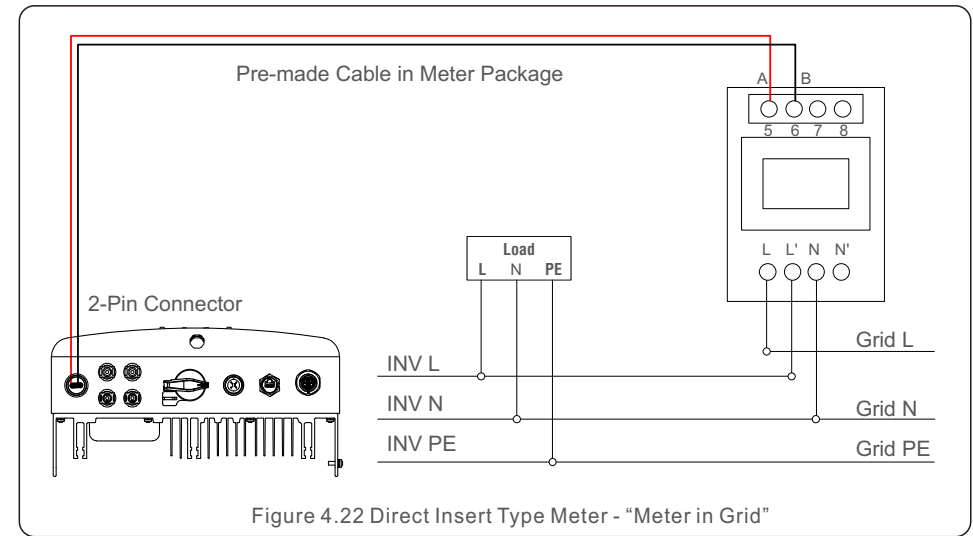 Pre-made Cable in Meter Package
A B
5 6 7 8
L L' N N'
Load
L N PE
2-Pin Connector
Grid L
INV L
INV N
Grid N
INV PE
Grid PE
Figure 4.22 Direct Insert Type Meter - “Meter in Grid”